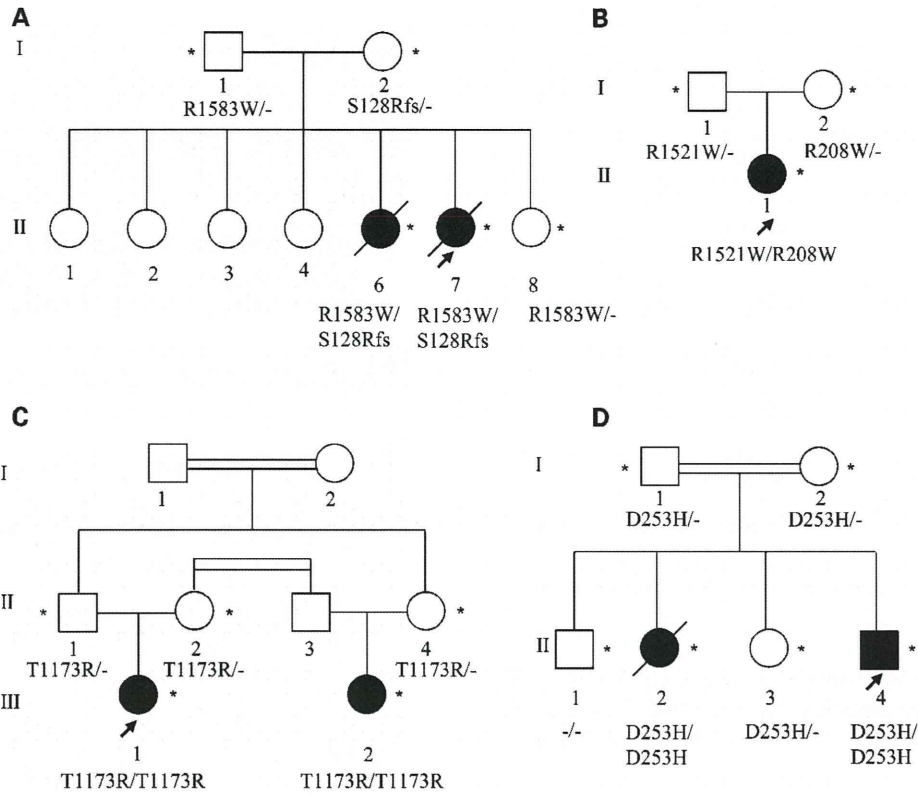 A
I
*
*
1
2
R1583W/-
S128Rfs/-
II
*
*
*
1
2
3
4
6
7
8
R1583W/
S128Rfs
R1583W/
S128Rfs
R1583W/-
B
I
*
*
1
2
R1521W/-
R208W/-
II
*
1
R1521W/R208W
C
I
1
2
II
*
*
*
1
2
3
4
T1173R/-
T1173R/-
T1173R/-
III
*
*
1
2
T1173R/T1173R
T1173R/T1173R
D
I
*
*
1
2
D253H/-
D253H/-
II
*
*
*
*
1
2
3
4
-/-
D253H/
D253H
D253H/-
D253H/
D253H